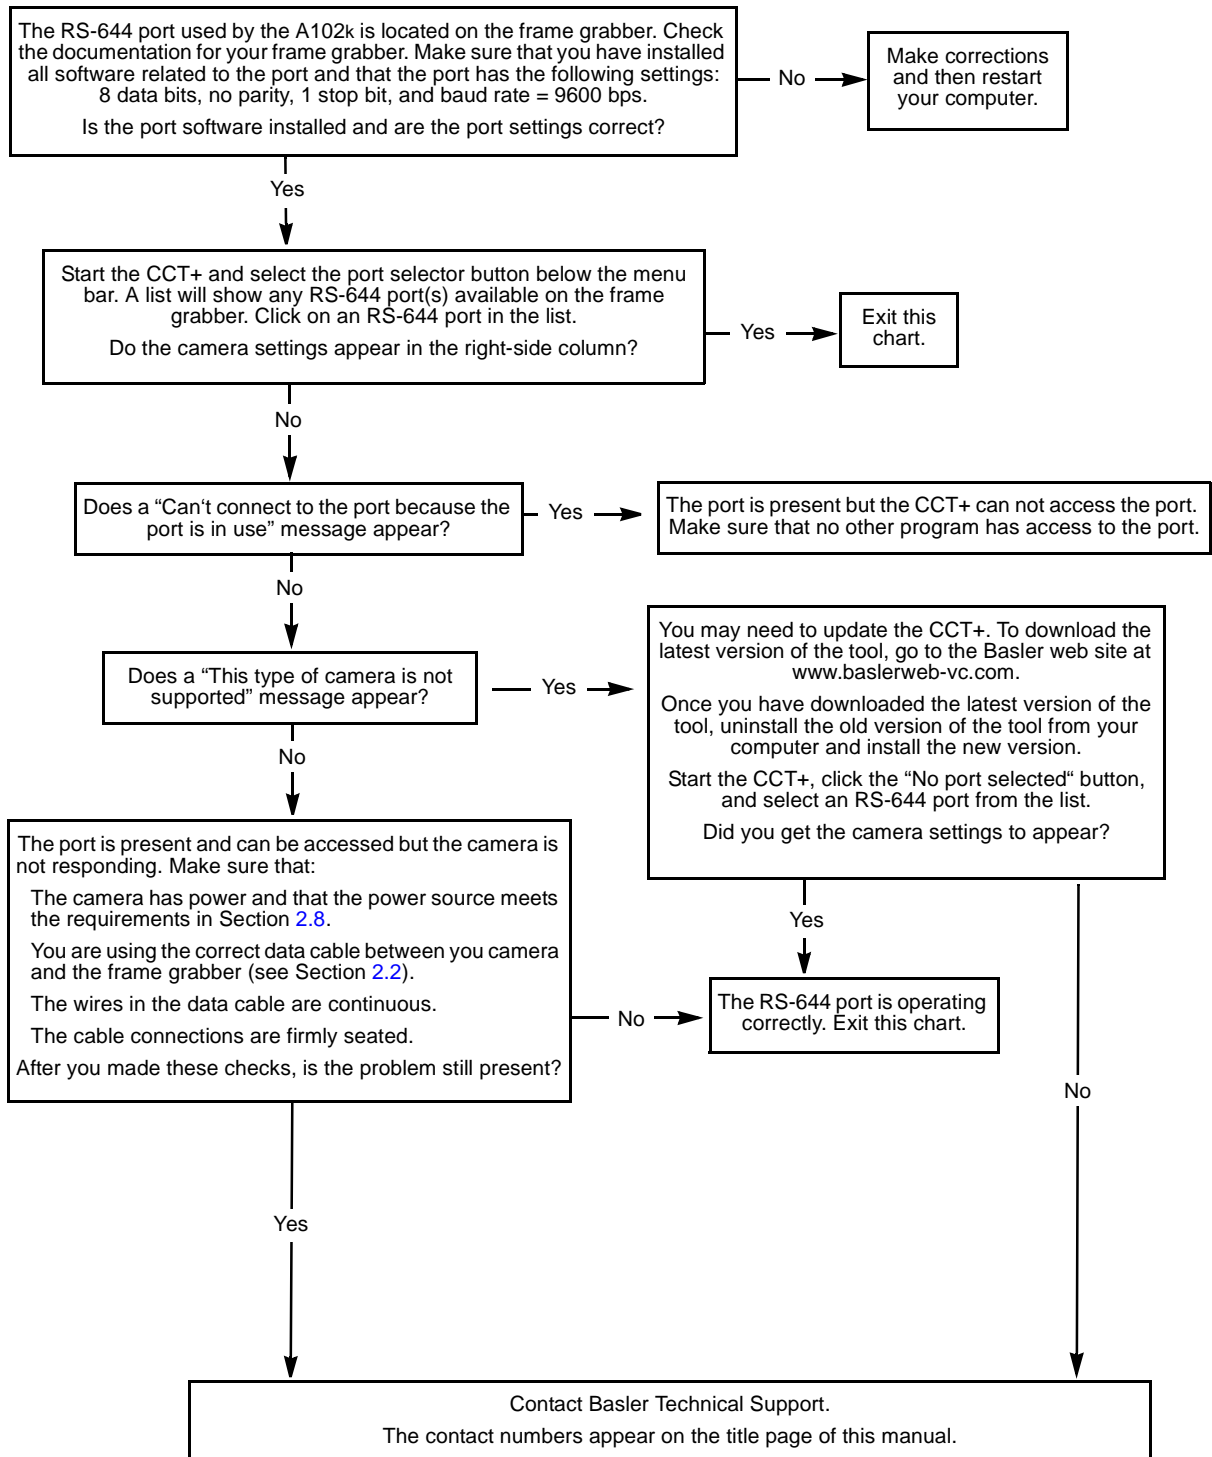 The RS-644 port used by the A102k is located on the frame grabber. Check
the documentation for your frame grabber. Make sure that you have installed
all software related to the port and that the port has the following settings:
8 data bits, no parity, 1 stop bit, and baud rate = 9600 bps.
Is the port software installed and are the port settings correct?
No
Make corrections
and then restart
your computer.
Yes
Start the CCT+ and select the port selector button below the menu
bar. A list will show any RS-644 port(s) available on the frame
grabber. Click on an RS-644 port in the list.
Do the camera settings appear in the right-side column?
Yes
Exit this
chart.
No
Does a “Can‘t connect to the port because the
port is in use” message appear?
Yes
The port is present but the CCT+ can not access the port.
Make sure that no other program has access to the port.
No
Does a “This type of camera is not
supported” message appear?
Yes
You may need to update the CCT+. To download the
latest version of the tool, go to the Basler web site at
www.baslerweb-vc.com.
Once you have downloaded the latest version of the
tool, uninstall the old version of the tool from your
computer and install the new version.
Start the CCT+, click the “No port selected“ button,
and select an RS-644 port from the list.
Did you get the camera settings to appear?
No
The port is present and can be accessed but the camera is
not responding. Make sure that:
The camera has power and that the power source meets
the requirements in Section 2.8.
You are using the correct data cable between you camera
and the frame grabber (see Section 2.2).
The wires in the data cable are continuous.
The cable connections are firmly seated.
After you made these checks, is the problem still present?
Yes
No
The RS-644 port is operating
correctly. Exit this chart.
No
Yes
Contact Basler Technical Support.
The contact numbers appear on the title page of this manual.